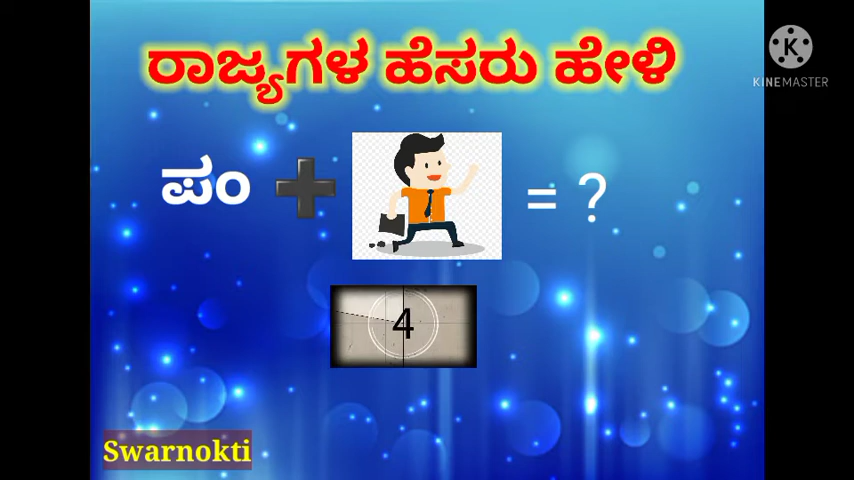 ರಾಜ್ಯಗಳ ಹೆಸರು ಹೇಳಿ
KINEMASTER
ಪಂ + = ?
4
Swarnokti